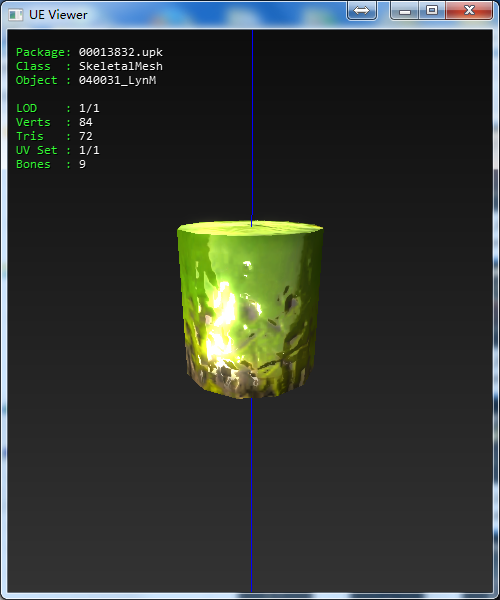 UE Viewer
Package: 00013832.upk
Class : SkeletalMesh
Object : 040031_LynM
LOD : 1/1
Verts : 84
Tris : 72
UV Set : 1/1
Bones : 9